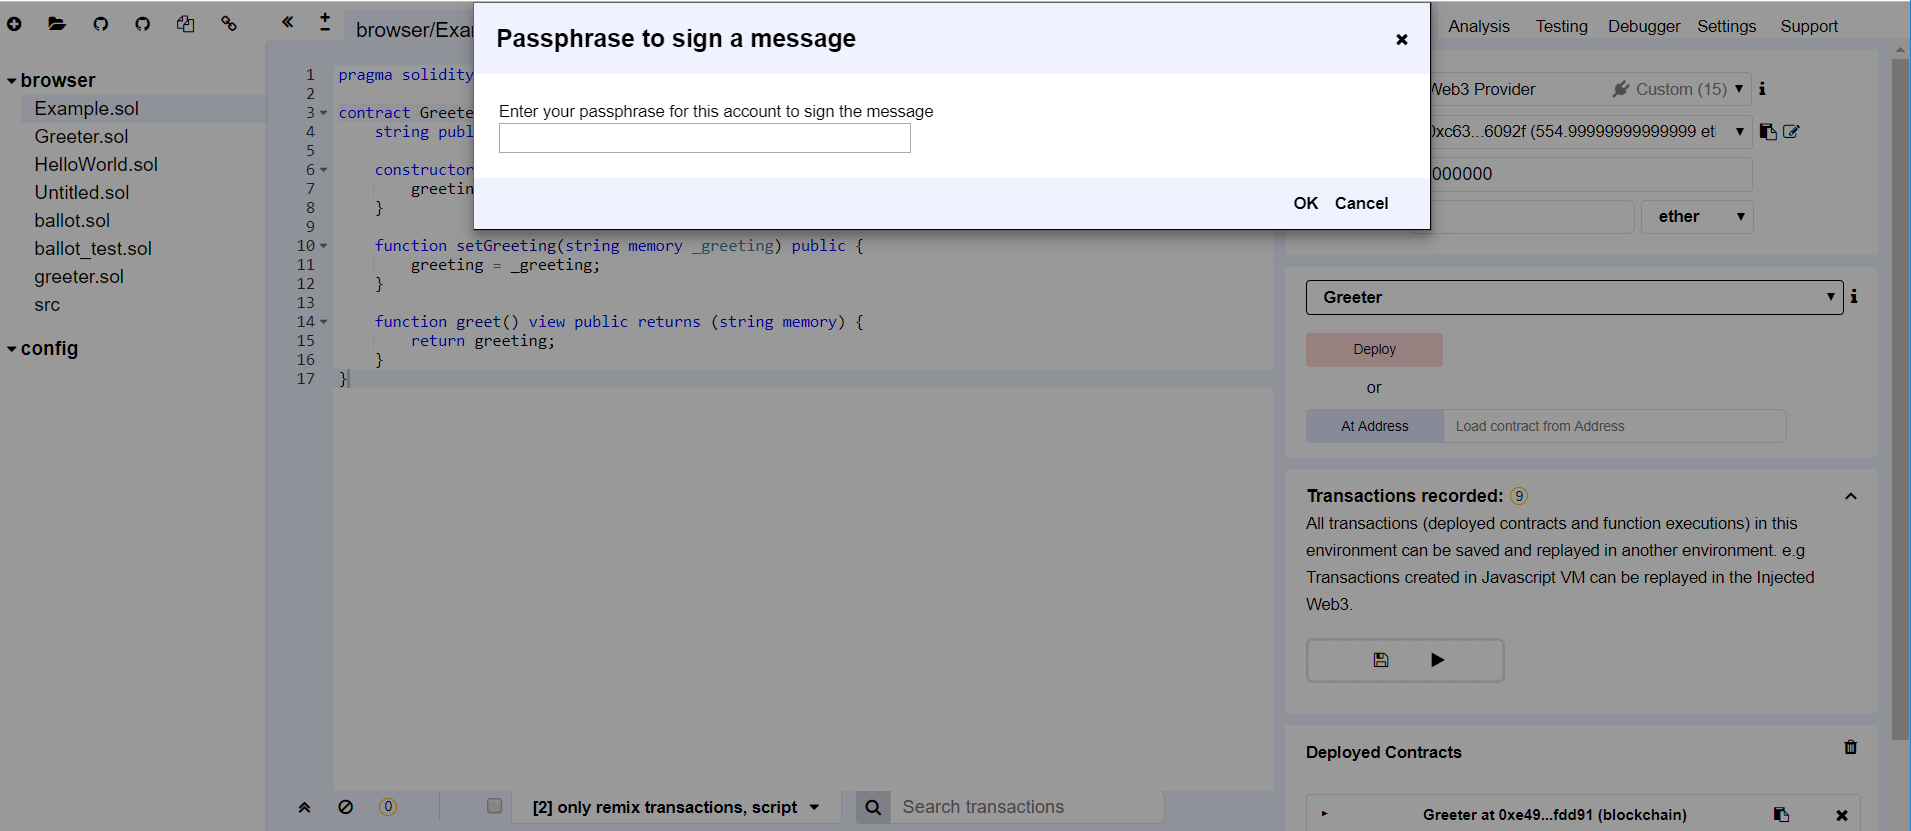 browser/Exa
Passphrase to sign a message
Analysis Testing Debugger Settings Support
browser
Example.sol
Greeter.sol
HelloWorld.sol
Untitled.sol
ballot.sol
ballot_test.sol
greeter.sol
src
config
1 pragma solidity
2
3 contract Greete
4 string publ
5
6 constructor
7 greetin
8 }
9
10 function setGreeting(string memory _greeting) public {
11 greeting = _greeting;
12 }
13
14 function greet() view public returns (string memory) {
15 return greeting;
16 }
17 }
Enter your passphrase for this account to sign the message
OK Cancel
Web3 Provider Custom (15)
0xc63...6092f (554.99999999999999 et
000000
ether
Greeter
Deploy
or
At Address Load contract from Address
Transactions recorded: 9
All transactions (deployed contracts and function executions) in this
environment can be saved and replayed in another environment. e.g
Transactions created in Javascript VM can be replayed in the Injected
Web3.
Deployed Contracts
Greeter at 0xe49...fdd91 (blockchain)
0 [2] only remix transactions, script Search transactions